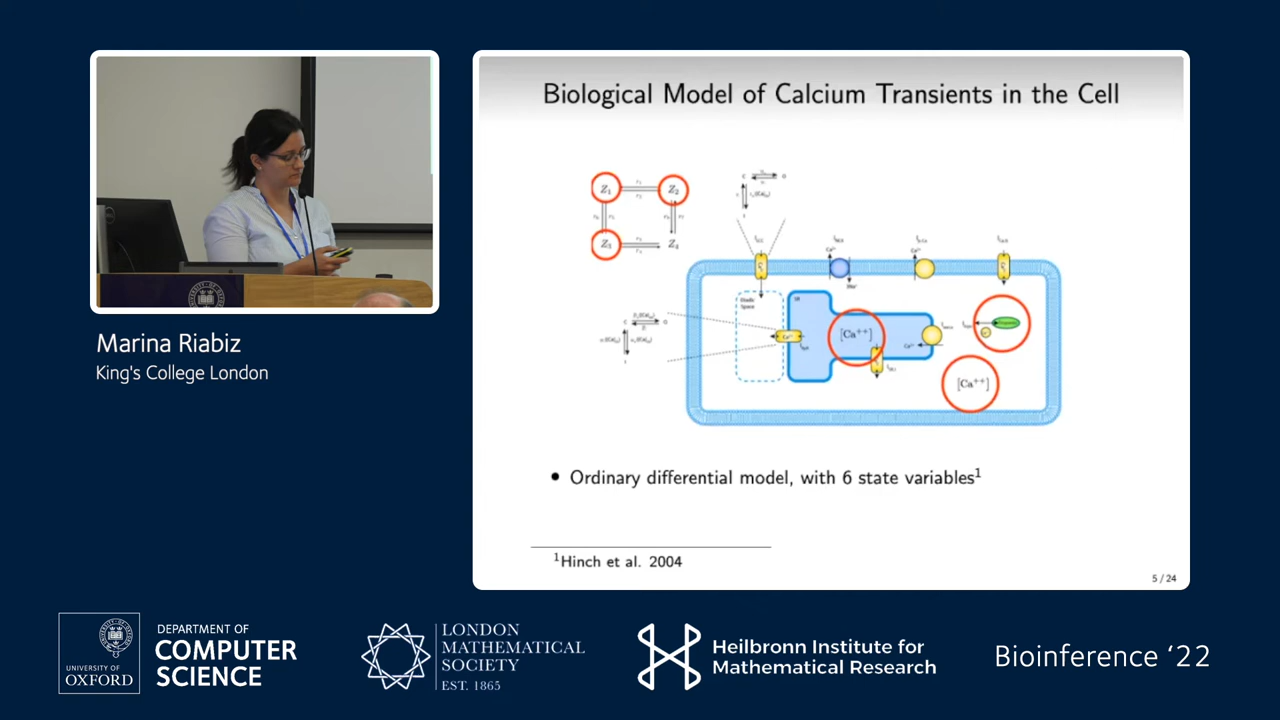 Biological Model of Calcium Transients in the Cell
Z1
Z2
Z3
Z4
[Ca++]
[Ca++]
• Ordinary differential model, with 6 state variables1
1Hinch et al. 2004
5 / 24
Marina Riabiz
King's College London
UNIVERSITY OF
OXFORD
DEPARTMENT OF
COMPUTER
SCIENCE
LONDON
MATHEMATICAL
SOCIETY
EST. 1865
Heilbronn Institute for
Mathematical Research
Bioinference ‘22